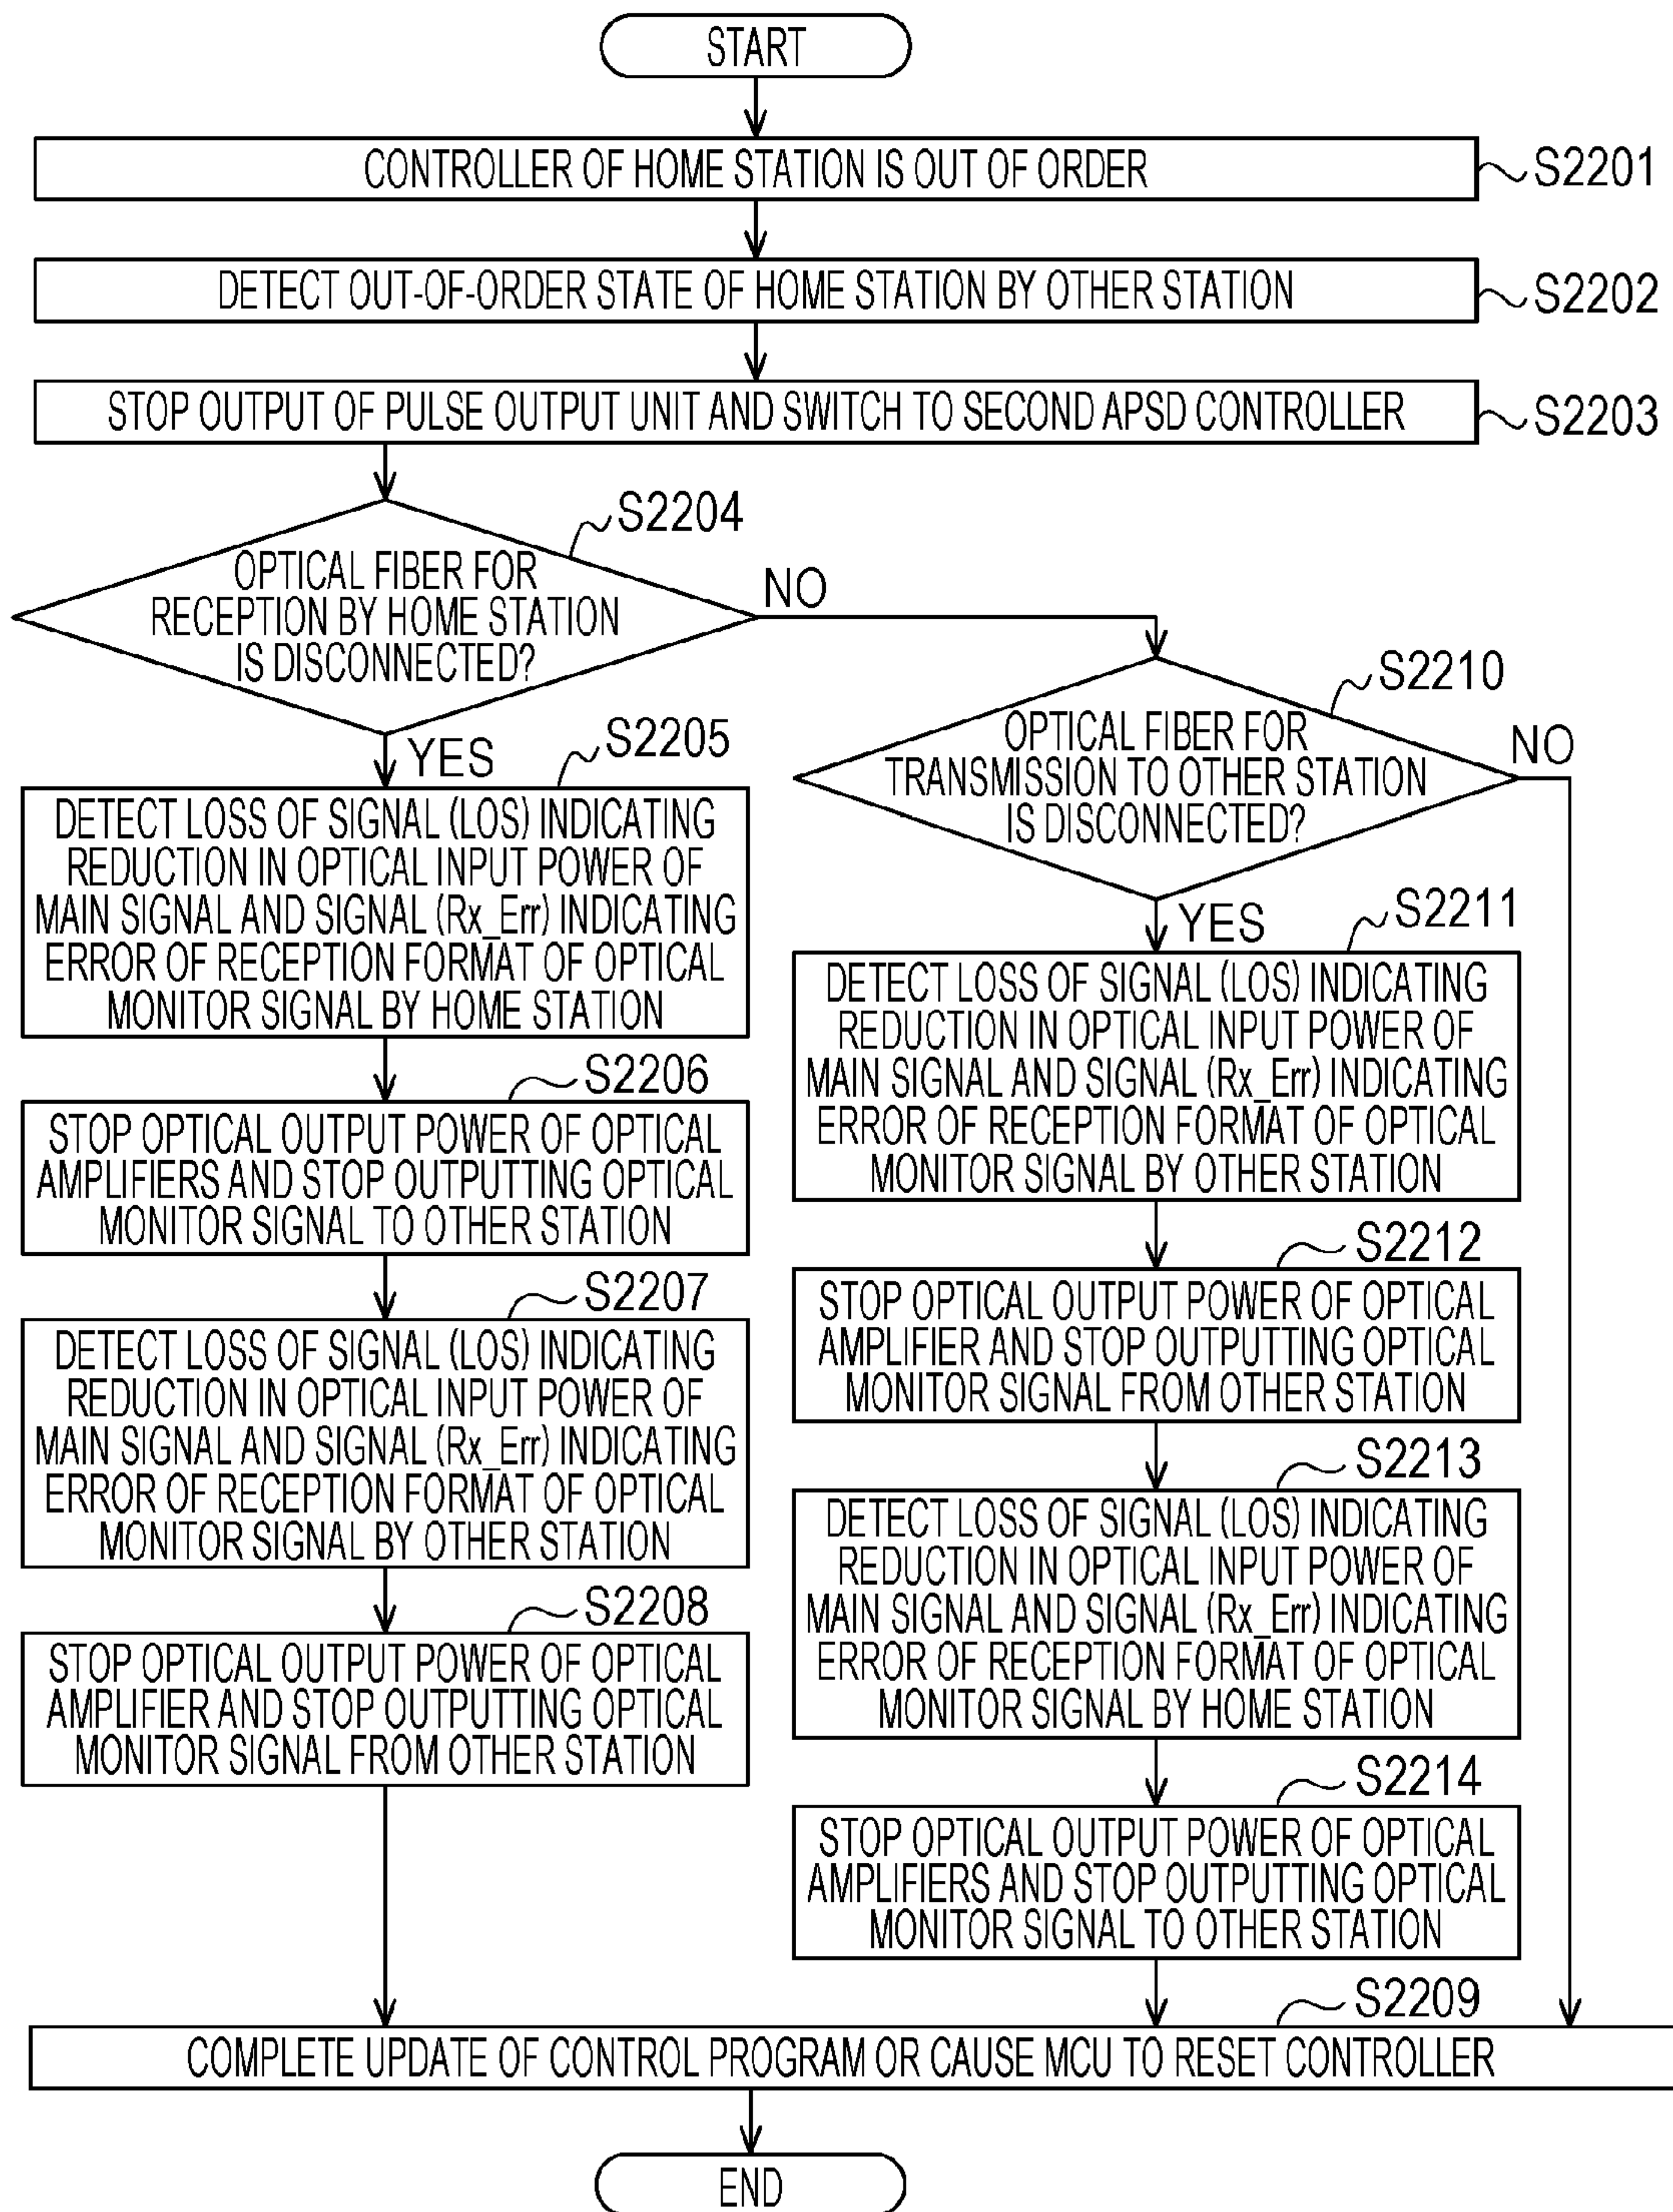 START
CONTROLLER OF HOME STATION IS OUT OF ORDER
S2201
DETECT OUT-OF-ORDER STATE OF HOME STATION BY OTHER STATION
S2202
STOP OUTPUT OF PULSE OUTPUT UNIT AND SWITCH TO SECOND APSD CONTROLLER
S2203
S2204
OPTICAL FIBER FOR
RECEPTION BY HOME STATION
IS DISCONNECTED?
NO
YES
S2205
DETECT LOSS OF SIGNAL (LOS) INDICATING
REDUCTION IN OPTICAL INPUT POWER OF
MAIN SIGNAL AND SIGNAL (Rx_Err) INDICATING
ERROR OF RECEPTION FORMAT OF OPTICAL
MONITOR SIGNAL BY HOME STATION
S2206
STOP OPTICAL OUTPUT POWER OF OPTICAL
AMPLIFIERS AND STOP OUTPUTTING OPTICAL
MONITOR SIGNAL TO OTHER STATION
S2207
DETECT LOSS OF SIGNAL (LOS) INDICATING
REDUCTION IN OPTICAL INPUT POWER OF
MAIN SIGNAL AND SIGNAL (Rx_Err) INDICATING
ERROR OF RECEPTION FORMAT OF OPTICAL
MONITOR SIGNAL BY OTHER STATION
S2208
STOP OPTICAL OUTPUT POWER OF OPTICAL
AMPLIFIER AND STOP OUTPUTTING OPTICAL
MONITOR SIGNAL FROM OTHER STATION
S2210
OPTICAL FIBER FOR
TRANSMISSION TO OTHER STATION
IS DISCONNECTED?
NO
YES
S2211
DETECT LOSS OF SIGNAL (LOS) INDICATING
REDUCTION IN OPTICAL INPUT POWER OF
MAIN SIGNAL AND SIGNAL (Rx_Err) INDICATING
ERROR OF RECEPTION FORMAT OF OPTICAL
MONITOR SIGNAL BY OTHER STATION
S2212
STOP OPTICAL OUTPUT POWER OF OPTICAL
AMPLIFIER AND STOP OUTPUTTING OPTICAL
MONITOR SIGNAL FROM OTHER STATION
S2213
DETECT LOSS OF SIGNAL (LOS) INDICATING
REDUCTION IN OPTICAL INPUT POWER OF
MAIN SIGNAL AND SIGNAL (Rx_Err) INDICATING
ERROR OF RECEPTION FORMAT OF OPTICAL
MONITOR SIGNAL BY HOME STATION
S2214
STOP OPTICAL OUTPUT POWER OF OPTICAL
AMPLIFIERS AND STOP OUTPUTTING OPTICAL
MONITOR SIGNAL TO OTHER STATION
S2209
COMPLETE UPDATE OF CONTROL PROGRAM OR CAUSE MCU TO RESET CONTROLLER
END